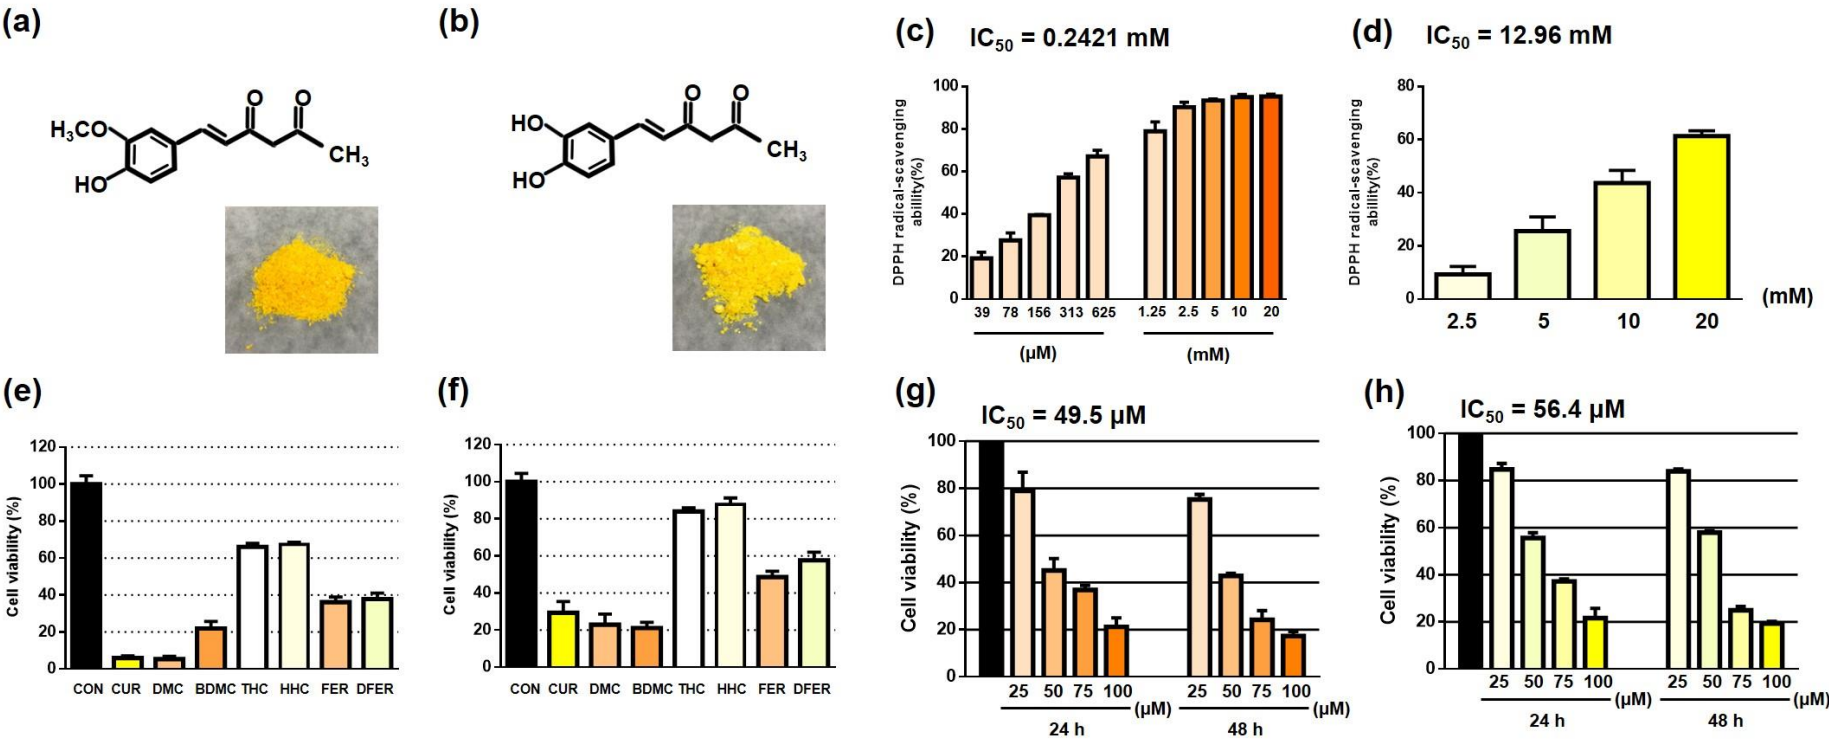 (a)
O O
H₃CO
CH₃
HO
(b)
O O
HO
CH₃
HO
(c) IC₅₀ = 0.2421 mM
DPPH radical-scavenging
abillity(%)
100
80
60
40
20
0
39 78 156 313 625 1.25 2.5 5 10 20
(µM) (mM)
(d) IC₅₀ = 12.96 mM
DPPH radical-scavenging
abillity(%)
80
60
40
20
0
2.5 5 10 20 (mM)
(e)
Cell viability (%)
120
100
80
60
40
20
0
CON CUR DMC BDMC THC HHC FER DFER
(f)
Cell viability (%)
120
100
80
60
40
20
0
CON CUR DMC BDMC THC HHC FER DFER
(g) IC₅₀ = 49.5 µM
Cell viability (%)
100
80
60
40
20
0
25 50 75 100 25 50 75 100
(µM) (µM)
24 h 48 h
(h) IC₅₀ = 56.4 µM
Cell viability (%)
100
80
60
40
20
0
25 50 75 100 25 50 75 100
(µM) (µM)
24 h 48 h